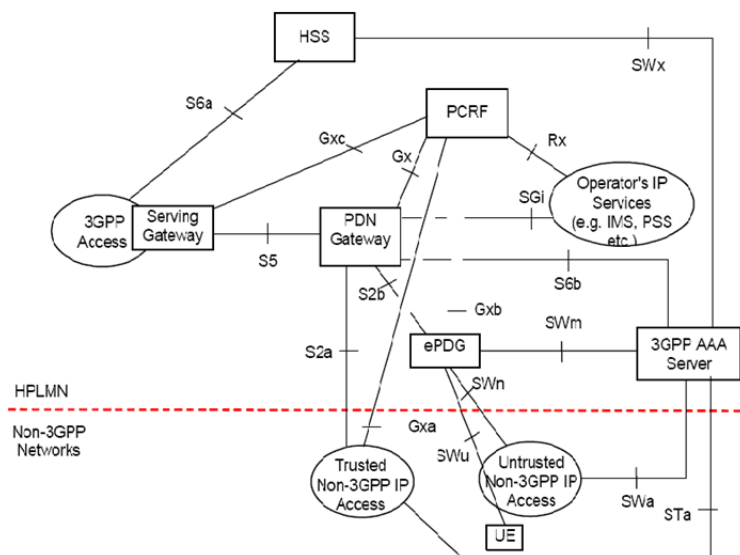 HSS
SWx
S6a
PCRF
Gxc
Rx
Gx
Operator's IP
Services
(e.g. IMS, PSS
etc.)
SGi
3GPP
Access
Serving
Gateway
PDN
Gateway
S5
S2b
S6b
Gxb
SWm
S2a
ePDG
3GPP AAA
Server
SWn
HPLMN
Non-3GPP
Networks
Gxa
SWu
Trusted
Non-3GPP IP
Access
Untrusted
Non-3GPP IP
Access
SWa
STa
UE